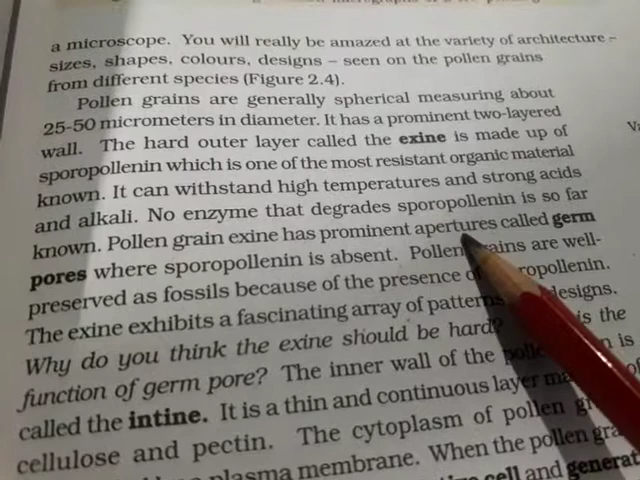 a microscope. You will really be amazed at the variety of architecture –
sizes, shapes, colours, designs – seen on the pollen grains
from different species (Figure 2.4).
Pollen grains are generally spherical measuring about
25-50 micrometers in diameter. It has a prominent two-layered
wall. The hard outer layer called the exine is made up of
sporopollenin which is one of the most resistant organic material
known. It can withstand high temperatures and strong acids
and alkali. No enzyme that degrades sporopollenin is so far
known. Pollen grain exine has prominent apertures called germ
pores where sporopollenin is absent. Pollen grains are well-
preserved as fossils because of the presence of sporopollenin.
The exine exhibits a fascinating array of patterns designs.
Why do you think the exine should be hard? is the
function of germ pore? The inner wall of the is
called the intine. It is a thin and continuous layer
cellulose and pectin. The cytoplasm of pollen
plasma membrane. When the pollen
cell and